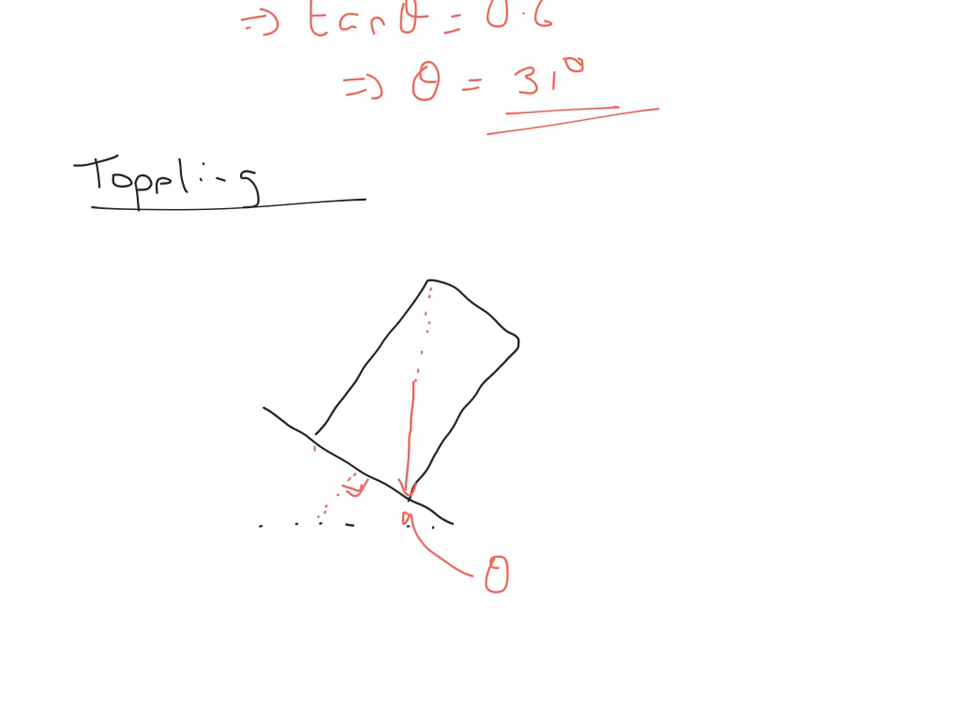 ⇒ tanθ = 0.6
⇒ θ = 31°
Toppling
θ